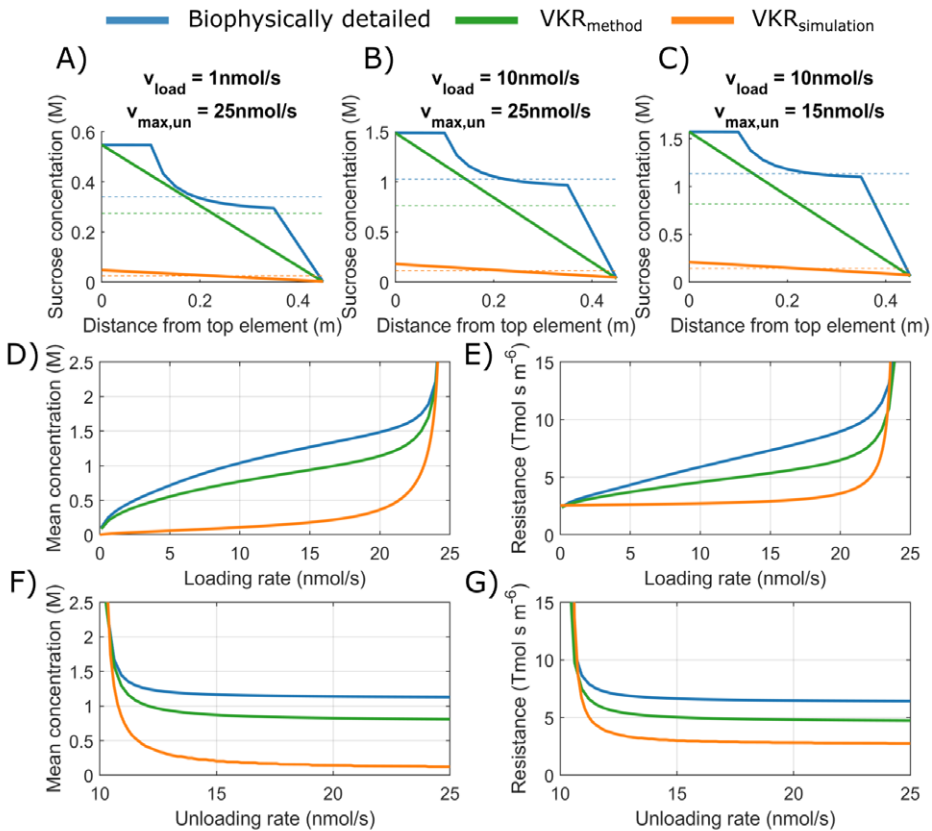 Biophysically detailed VKRmethod VKRsimulation
A) B) C)
vload = 1nmol/s vload = 10nmol/s vload = 10nmol/s
vmax,un = 25nmol/s vmax,un = 25nmol/s vmax,un = 15nmol/s
Sucrose concentration (M)
0.6
0.4
0.2
0
0 0.2 0.4
Distance from top element (m)
Sucrose concentration (M)
1.5
1
0.5
0
0 0.2 0.4
Distance from top element (m)
Sucrose concentration (M)
1.5
1
0.5
0
0 0.2 0.4
Distance from top element (m)
D)
Mean concentration (M)
2.5
2
1.5
1
0.5
0
0 5 10 15 20 25
Loading rate (nmol/s)
E)
Resistance (Tmol s m-6)
15
10
5
0
0 5 10 15 20 25
Loading rate (nmol/s)
F)
Mean concentration (M)
2.5
2
1.5
1
0.5
0
10 15 20 25
Unloading rate (nmol/s)
G)
Resistance (Tmol s m-6)
15
10
5
0
10 15 20 25
Unloading rate (nmol/s)